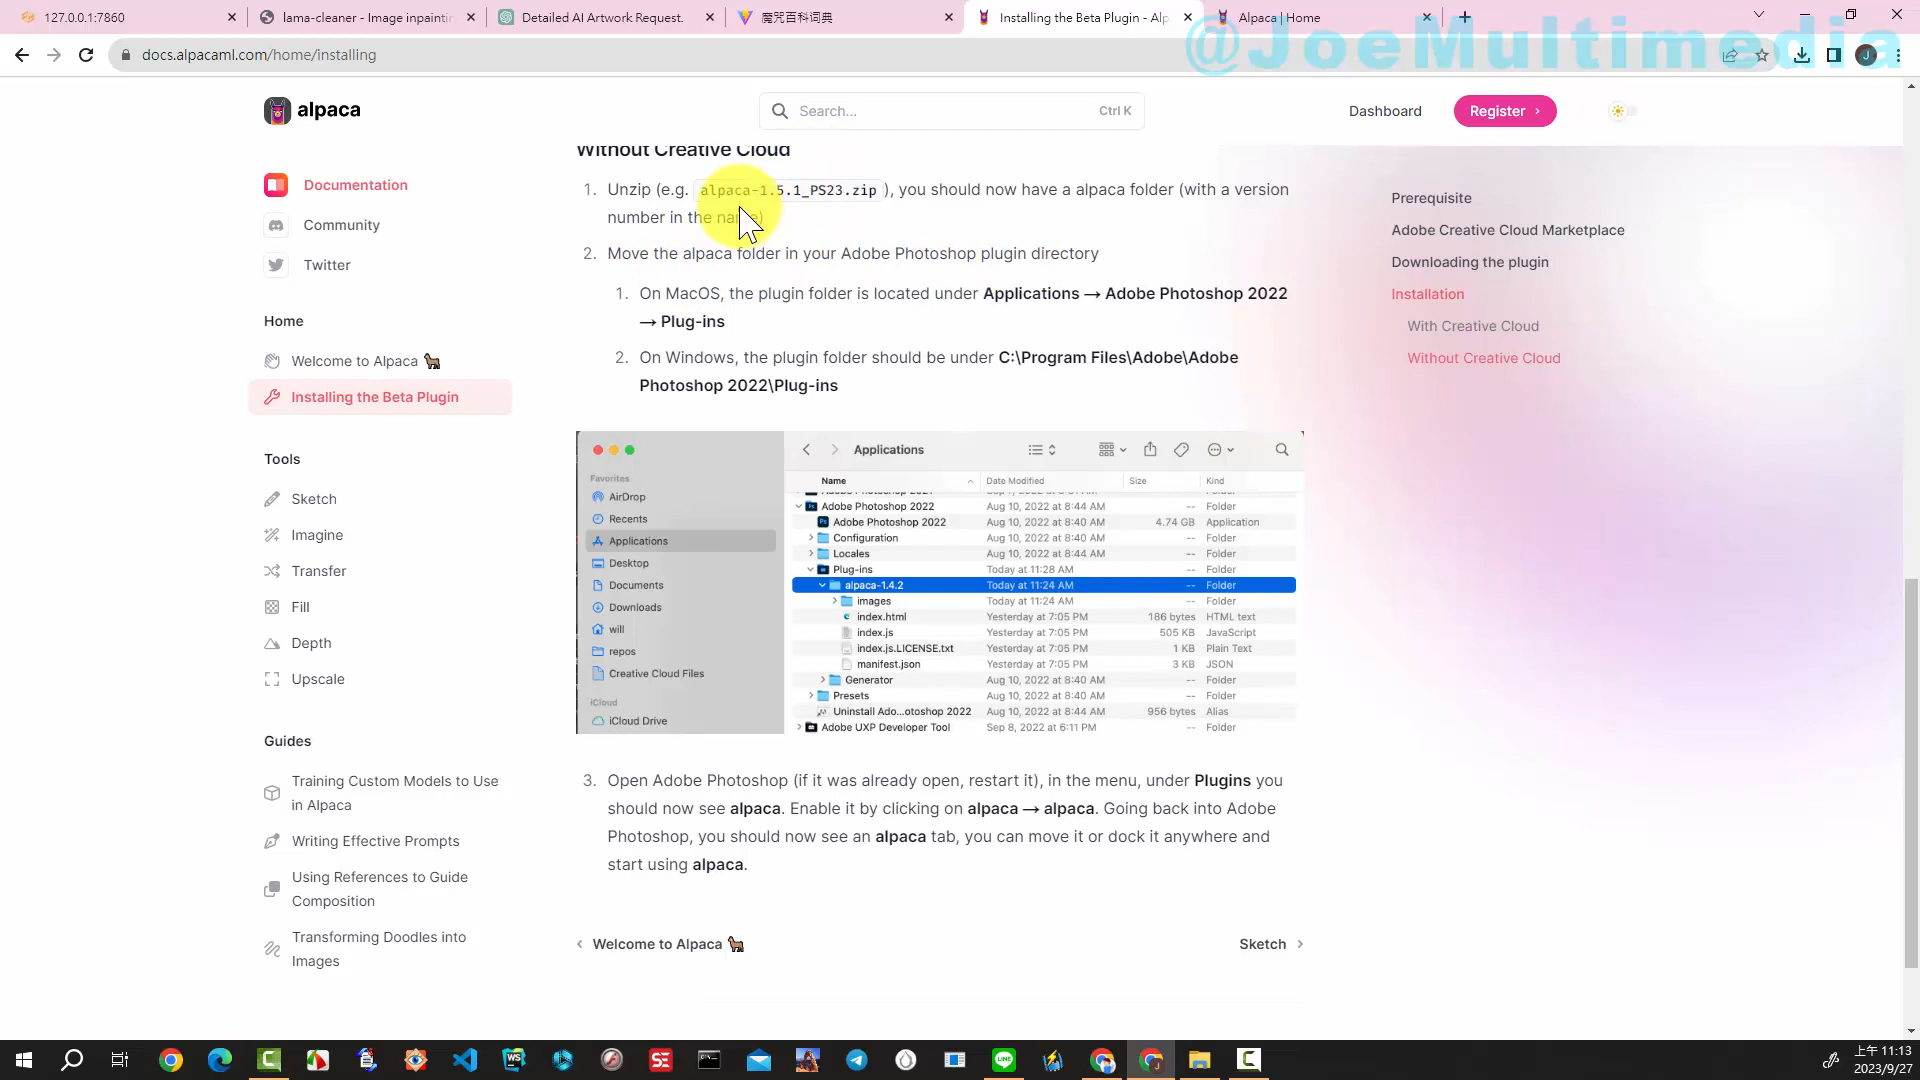 127.0.0.1:7860
lama-cleaner - Image inpainti
Detailed AI Artwork Request.
魔咒百科词典
Installing the Beta Plugin - Alp
Alpaca | Home
docs.alpacaml.com/home/installing
@JoeMultimedia
alpaca
Search...
Ctrl K
Dashboard
Register
Documentation
Community
Twitter
Home
Welcome to Alpaca
Installing the Beta Plugin
Tools
Sketch
Imagine
Transfer
Fill
Depth
Upscale
Guides
Training Custom Models to Use
in Alpaca
Writing Effective Prompts
Using References to Guide
Composition
Transforming Doodles into
Images
Without Creative Cloud
1. Unzip (e.g. alpaca-1.5.1_PS23.zip ), you should now have a alpaca folder (with a version
number in the name)
2. Move the alpaca folder in your Adobe Photoshop plugin directory
1. On MacOS, the plugin folder is located under Applications → Adobe Photoshop 2022
→ Plug-ins
2. On Windows, the plugin folder should be under C:\Program Files\Adobe\Adobe
Photoshop 2022\Plug-ins
Applications
Favorites
AirDrop
Recents
Applications
Desktop
Documents
Downloads
will
repos
Creative Cloud Files
iCloud
iCloud Drive
Name Date Modified Size Kind
Adobe Photoshop 2022 Aug 10, 2022 at 8:44 AM -- Folder
Adobe Photoshop 2022 Aug 10, 2022 at 8:40 AM 4.74 GB Application
Configuration Aug 10, 2022 at 8:40 AM -- Folder
Locales Aug 10, 2022 at 8:44 AM -- Folder
Plug-ins Today at 11:28 AM -- Folder
alpaca-1.4.2 Today at 11:24 AM -- Folder
images Today at 11:24 AM -- Folder
index.html Yesterday at 7:05 PM 186 bytes HTML text
index.js Yesterday at 7:05 PM 505 KB JavaScript
index.js.LICENSE.txt Yesterday at 7:05 PM 1 KB Plain Text
manifest.json Yesterday at 7:05 PM 3 KB JSON
Generator Aug 10, 2022 at 8:40 AM -- Folder
Presets Aug 10, 2022 at 8:40 AM -- Folder
Uninstall Ado...otoshop 2022 Aug 10, 2022 at 8:44 AM 956 bytes Alias
Adobe UXP Developer Tool Sep 8, 2022 at 6:11 PM -- Folder
3. Open Adobe Photoshop (if it was already open, restart it), in the menu, under Plugins you
should now see alpaca. Enable it by clicking on alpaca → alpaca. Going back into Adobe
Photoshop, you should now see an alpaca tab, you can move it or dock it anywhere and
start using alpaca.
Welcome to Alpaca
Sketch
Prerequisite
Adobe Creative Cloud Marketplace
Downloading the plugin
Installation
With Creative Cloud
Without Creative Cloud
上午 11:13
2023/9/27